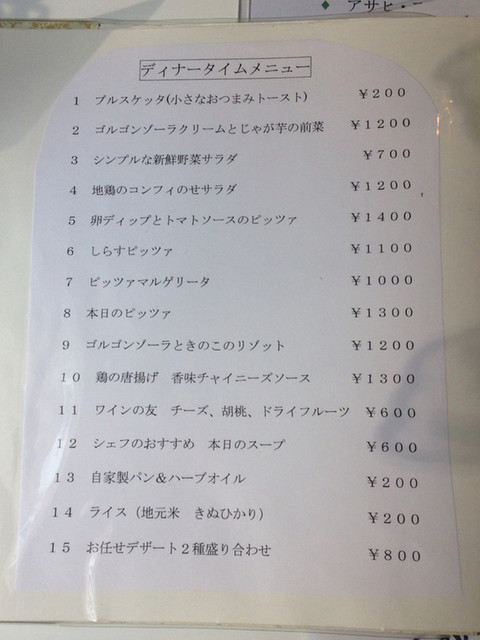 アサヒ・
ディナータイムメニュー
1 ブルスケッタ(小さなおつまみトースト) ￥200
2 ゴルゴンゾーラクリームとじゃが芋の前菜 ￥1200
3 シンプルな新鮮野菜サラダ ￥700
4 地鶏のコンフィのせサラダ ￥1200
5 卵ディップとトマトソースのピッツァ ￥1400
6 しらすピッツァ ￥1100
7 ピッツァマルゲリータ ￥1000
8 本日のピッツァ ￥1300
9 ゴルゴンゾーラときのこのリゾット ￥1200
10 鶏の唐揚げ 香味チャイニーズソース ￥1300
11 ワインの友 チーズ、胡桃、ドライフルーツ ￥600
12 シェフのおすすめ 本日のスープ ￥600
13 自家製パン＆ハーブオイル ￥200
14 ライス（地元米 きぬひかり） ￥200
15 お任せデザート２種盛り合わせ ￥800